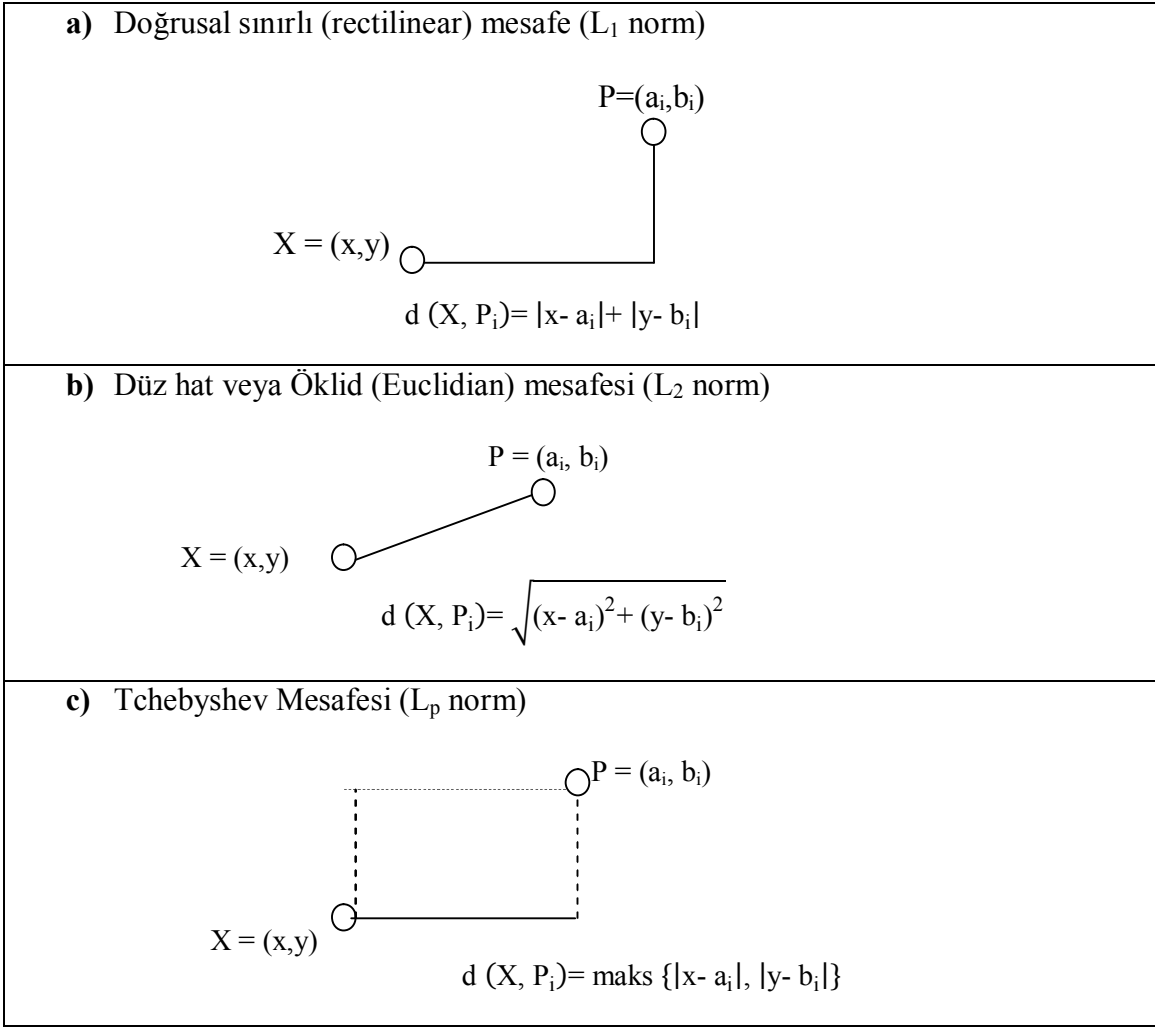 a) Doğrusal sınırlı (rectilinear) mesafe (L₁ norm)
P=(aᵢ,bᵢ)
X = (x,y)
d (X, Pᵢ)= |x- aᵢ|+ |y- bᵢ|
b) Düz hat veya Öklid (Euclidian) mesafesi (L₂ norm)
P = (aᵢ, bᵢ)
X = (x,y)
d (X, Pᵢ)= √(x- aᵢ)²+ (y- bᵢ)²
c) Tchebyshev Mesafesi (Lₚ norm)
P = (aᵢ, bᵢ)
X = (x,y)
d (X, Pᵢ)= maks {|x- aᵢ|, |y- bᵢ|}